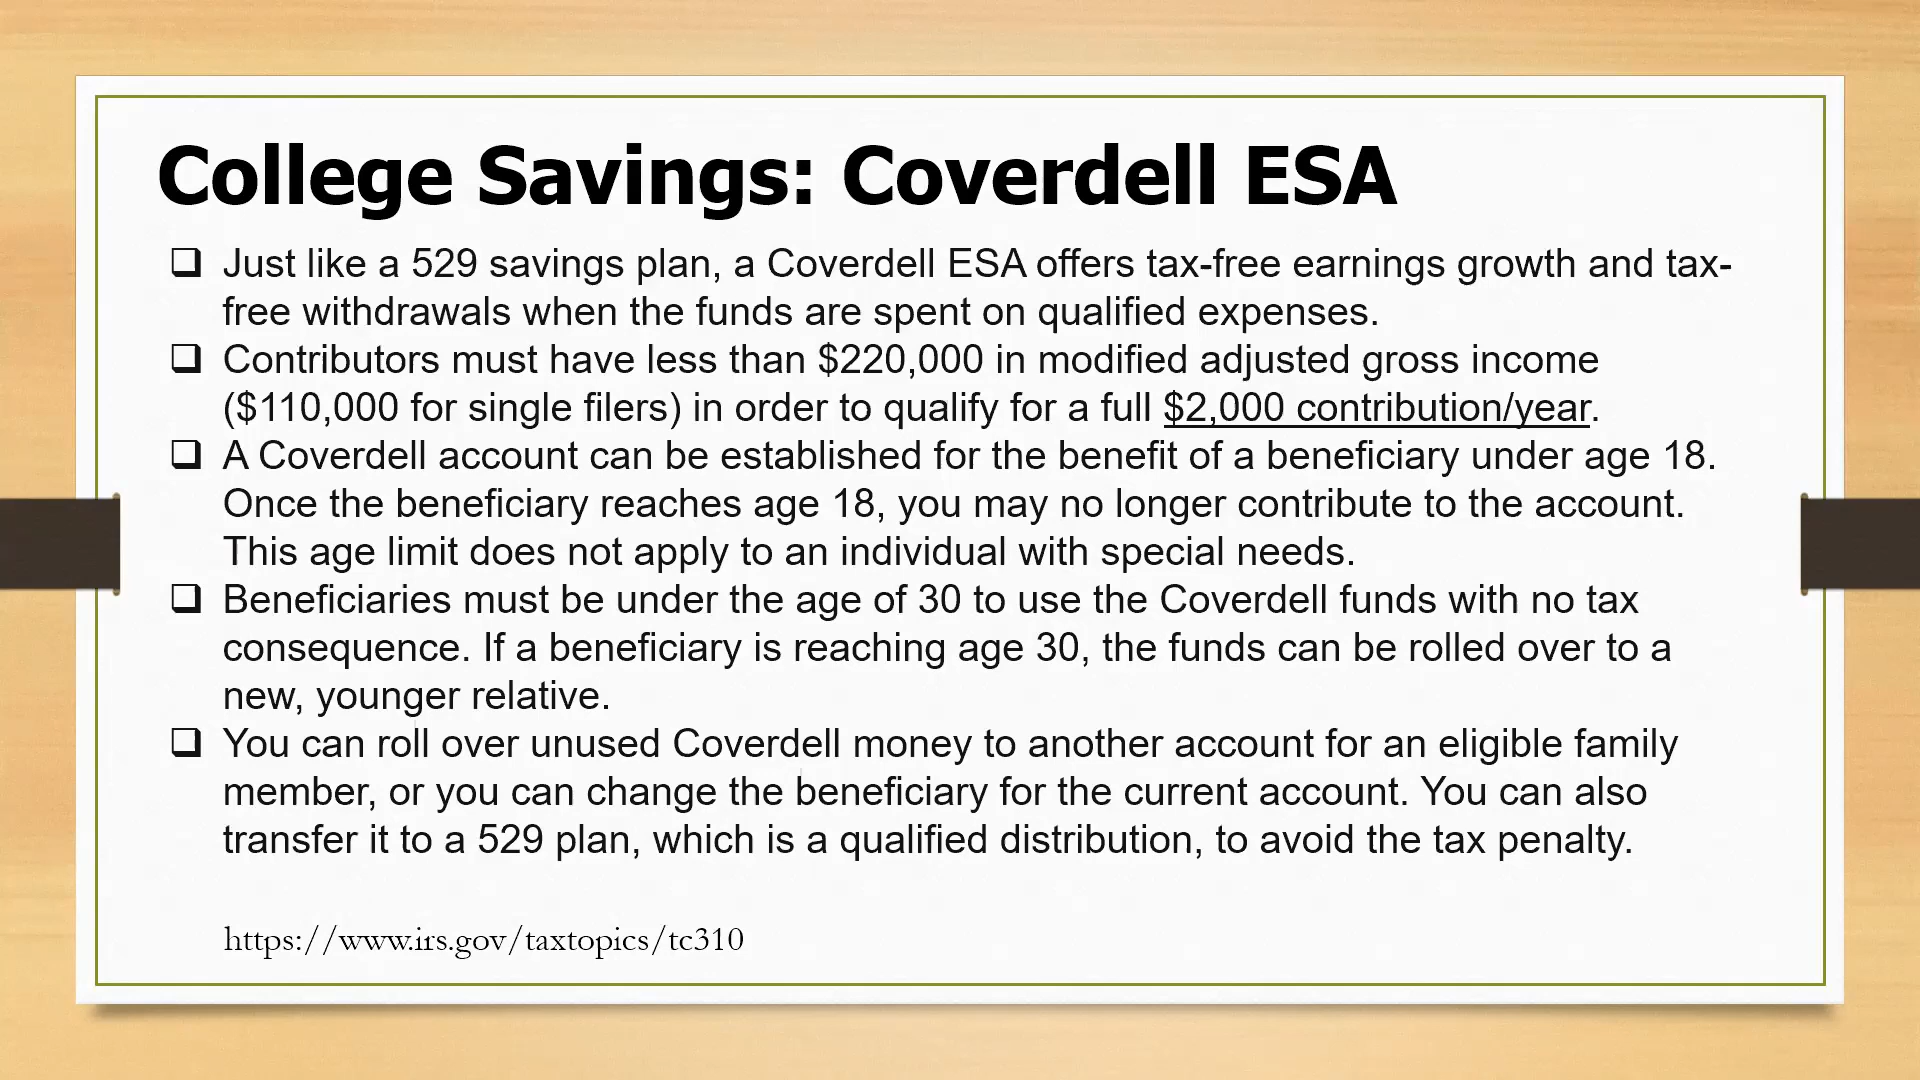 College Savings: Coverdell ESA
❑ Just like a 529 savings plan, a Coverdell ESA offers tax-free earnings growth and tax-
free withdrawals when the funds are spent on qualified expenses.
❑ Contributors must have less than $220,000 in modified adjusted gross income
($110,000 for single filers) in order to qualify for a full $2,000 contribution/year.
❑ A Coverdell account can be established for the benefit of a beneficiary under age 18.
Once the beneficiary reaches age 18, you may no longer contribute to the account.
This age limit does not apply to an individual with special needs.
❑ Beneficiaries must be under the age of 30 to use the Coverdell funds with no tax
consequence. If a beneficiary is reaching age 30, the funds can be rolled over to a
new, younger relative.
❑ You can roll over unused Coverdell money to another account for an eligible family
member, or you can change the beneficiary for the current account. You can also
transfer it to a 529 plan, which is a qualified distribution, to avoid the tax penalty.
https://www.irs.gov/taxtopics/tc310